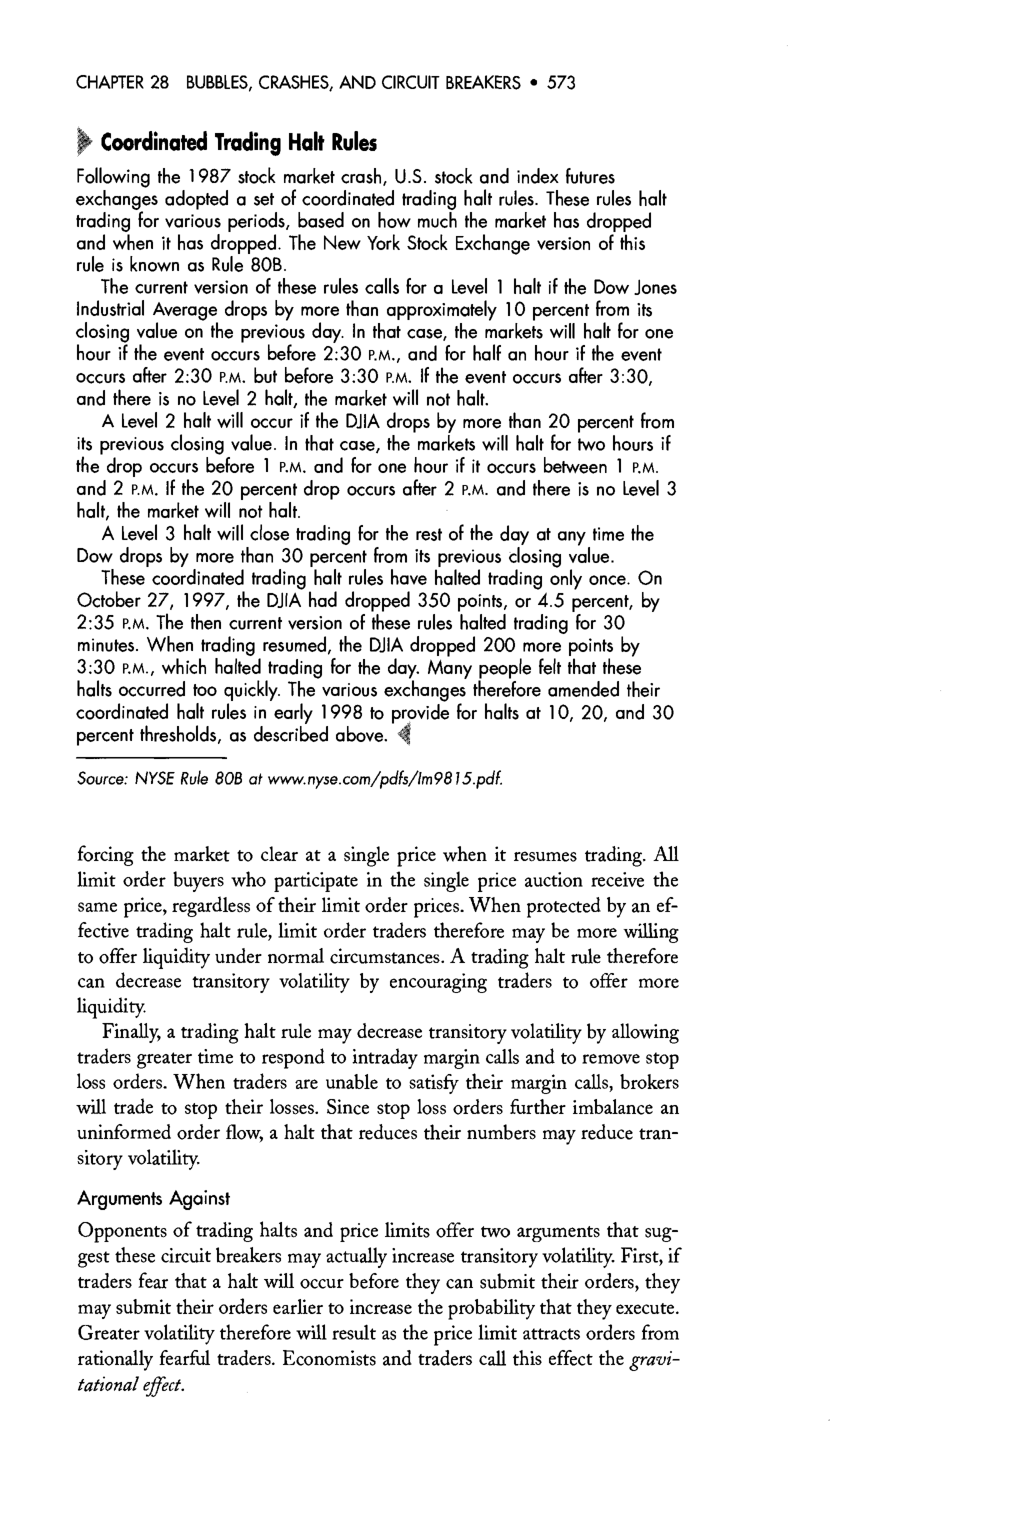 CHAPTER 28 BUBBLES, CRASHES, AND CIRCUIT BREAKERS • 573
Coordinated Trading Halt Rules
Following the 1987 stock market crash, U.S. stock and index futures
exchanges adopted a set of coordinated trading halt rules. These rules halt
trading for various periods, based on how much the market has dropped
and when it has dropped. The New York Stock Exchange version of this
rule is known as Rule 80B.
The current version of these rules calls for a Level 1 halt if the Dow Jones
Industrial Average drops by more than approximately 10 percent from its
closing value on the previous day. In that case, the markets will halt for one
hour if the event occurs before 2:30 P.M., and for half an hour if the event
occurs after 2:30 P.M. but before 3:30 P.M. If the event occurs after 3:30,
and there is no Level 2 halt, the market will not halt.
A Level 2 halt will occur if the DJIA drops by more than 20 percent from
its previous closing value. In that case, the markets will halt for two hours if
the drop occurs before 1 P.M. and for one hour if it occurs between 1 P.M.
and 2 P.M. If the 20 percent drop occurs after 2 P.M. and there is no Level 3
halt, the market will not halt.
A Level 3 halt will close trading for the rest of the day at any time the
Dow drops by more than 30 percent from its previous closing value.
These coordinated trading halt rules have halted trading only once. On
October 27, 1997, the DJIA had dropped 350 points, or 4.5 percent, by
2:35 P.M. The then current version of these rules halted trading for 30
minutes. When trading resumed, the DJIA dropped 200 more points by
3:30 P.M., which halted trading for the day. Many people felt that these
halts occurred too quickly. The various exchanges therefore amended their
coordinated halt rules in early 1998 to provide for halts at 10, 20, and 30
percent thresholds, as described above.
Source: NYSE Rule 80B at www.nyse.com/pdfs/lm9815.pdf.
forcing the market to clear at a single price when it resumes trading. All
limit order buyers who participate in the single price auction receive the
same price, regardless of their limit order prices. When protected by an ef-
fective trading halt rule, limit order traders therefore may be more willing
to offer liquidity under normal circumstances. A trading halt rule therefore
can decrease transitory volatility by encouraging traders to offer more
liquidity.
Finally, a trading halt rule may decrease transitory volatility by allowing
traders greater time to respond to intraday margin calls and to remove stop
loss orders. When traders are unable to satisfy their margin calls, brokers
will trade to stop their losses. Since stop loss orders further imbalance an
uninformed order flow, a halt that reduces their numbers may reduce tran-
sitory volatility.
Arguments Against
Opponents of trading halts and price limits offer two arguments that sug-
gest these circuit breakers may actually increase transitory volatility. First, if
traders fear that a halt will occur before they can submit their orders, they
may submit their orders earlier to increase the probability that they execute.
Greater volatility therefore will result as the price limit attracts orders from
rationally fearful traders. Economists and traders call this effect the gravi-
tational effect.